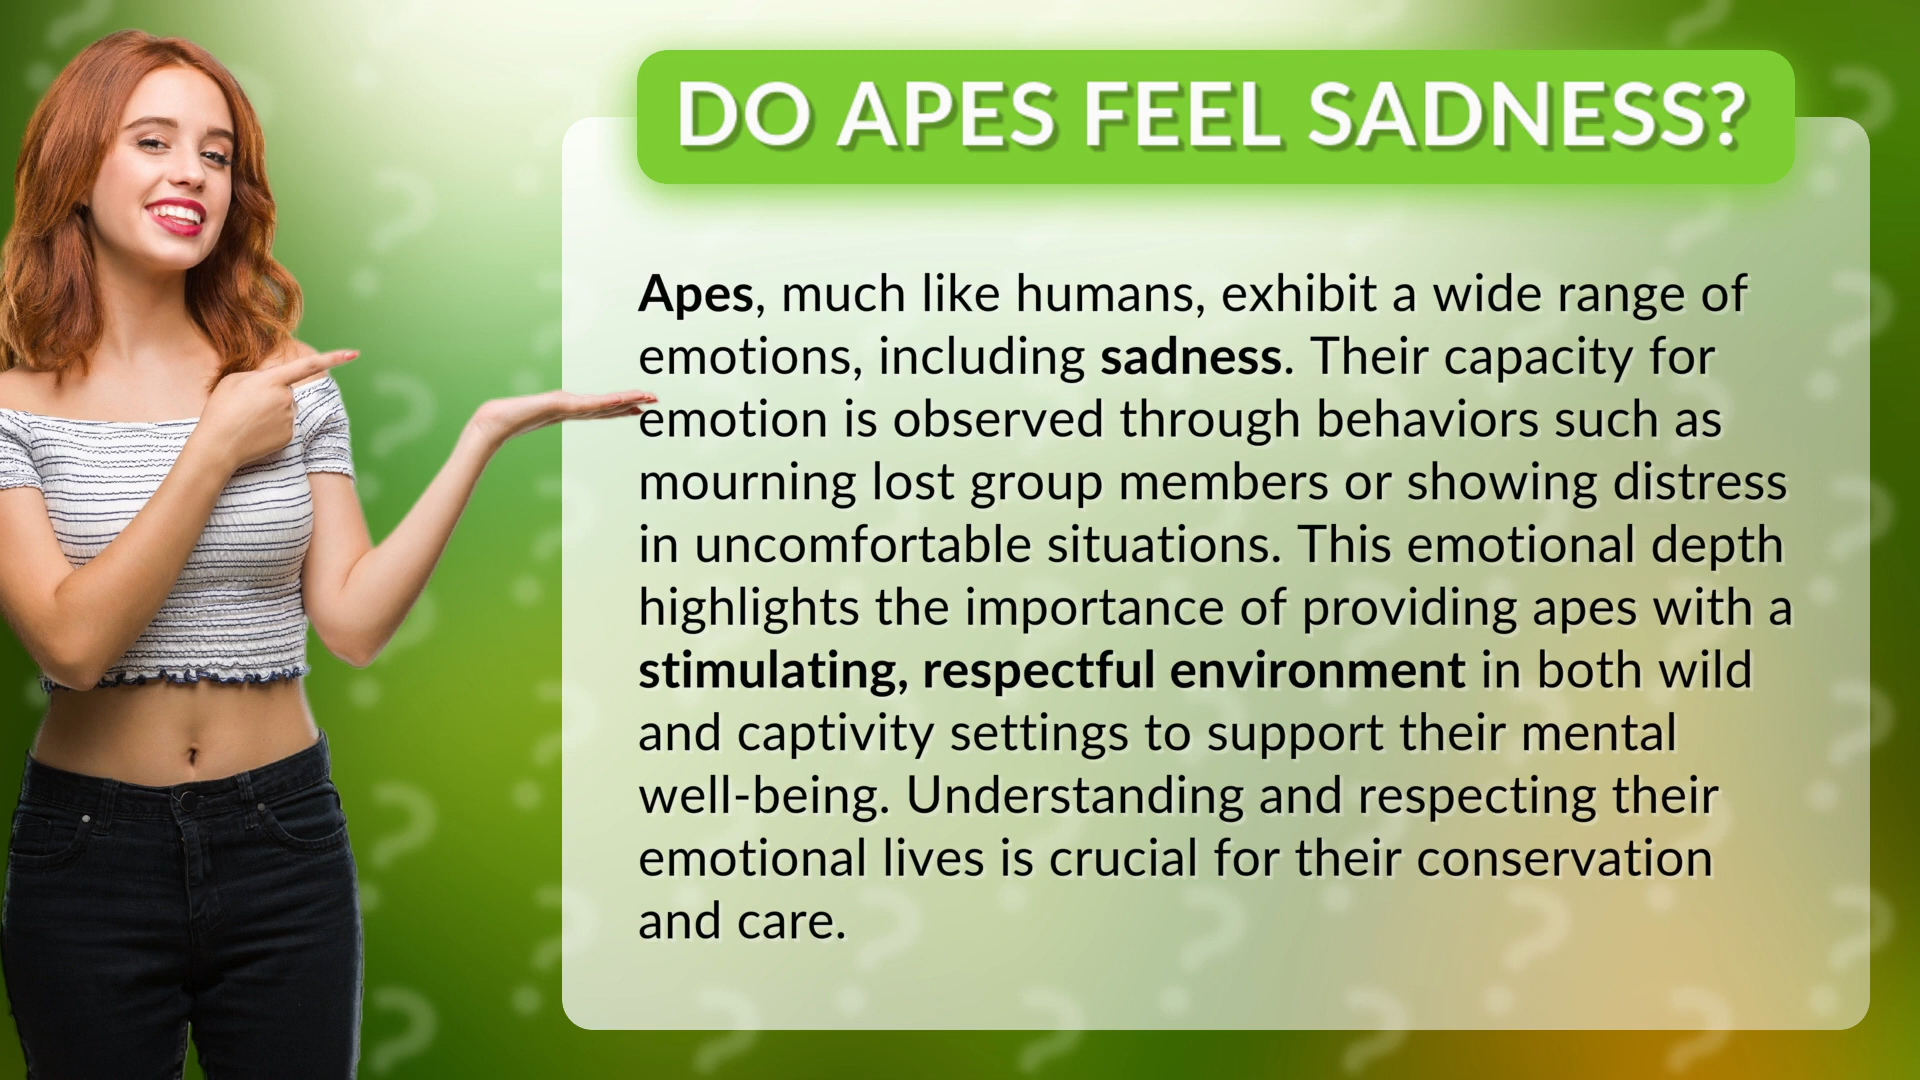 DO APES FEEL SADNESS?
Apes, much like humans, exhibit a wide range of
emotions, including sadness. Their capacity for
emotion is observed through behaviors such as
mourning lost group members or showing distress
in uncomfortable situations. This emotional depth
highlights the importance of providing apes with a
stimulating, respectful environment in both wild
and captivity settings to support their mental
well-being. Understanding and respecting their
emotional lives is crucial for their conservation
and care.